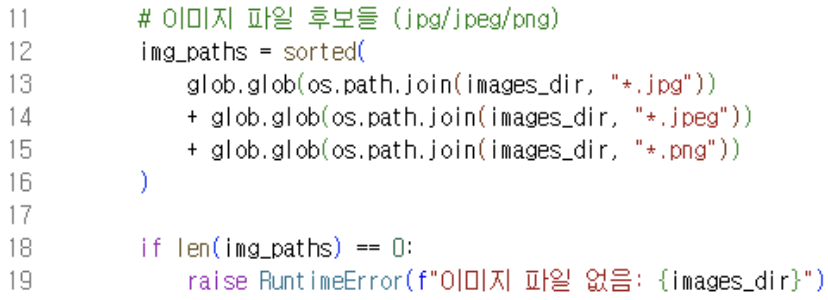 11 # 이미지 파일 후보들 (jpg/jpeg/png)
12 img_paths = sorted(
13 glob.glob(os.path.join(images_dir, "*.jpg"))
14 + glob.glob(os.path.join(images_dir, "*.jpeg"))
15 + glob.glob(os.path.join(images_dir, "*.png"))
16 )
17
18 if len(img_paths) == 0:
19 raise RuntimeError(f"이미지 파일 없음: {images_dir}")